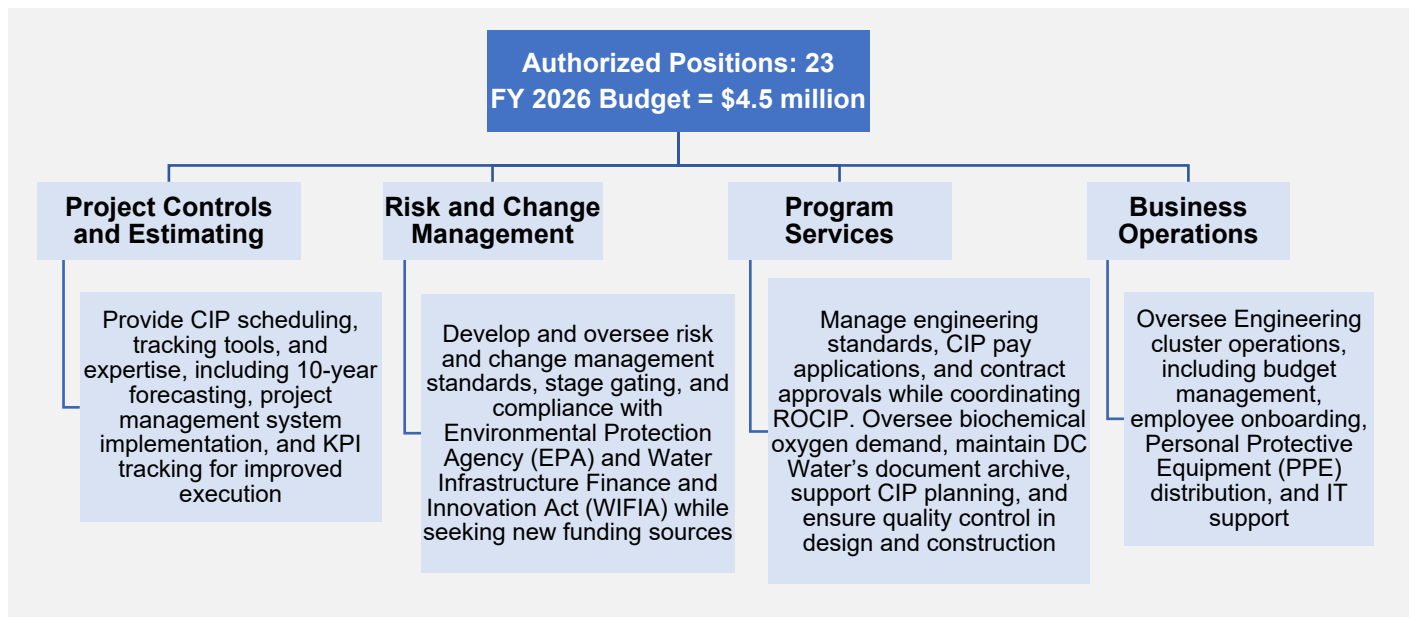 Authorized Positions: 23
FY 2026 Budget = $4.5 million
Project Controls
and Estimating
Provide CIP scheduling,
tracking tools, and
expertise, including 10-year
forecasting, project
management system
implementation, and KPI
tracking for improved
execution
Risk and Change
Management
Develop and oversee risk
and change management
standards, stage gating, and
compliance with
Environmental Protection
Agency (EPA) and Water
Infrastructure Finance and
Innovation Act (WIFIA) while
seeking new funding sources
Program
Services
Manage engineering
standards, CIP pay
applications, and contract
approvals while coordinating
ROCIP. Oversee biochemical
oxygen demand, maintain DC
Water’s document archive,
support CIP planning, and
ensure quality control in
design and construction
Business
Operations
Oversee Engineering
cluster operations,
including budget
management,
employee onboarding,
Personal Protective
Equipment (PPE)
distribution, and IT
support